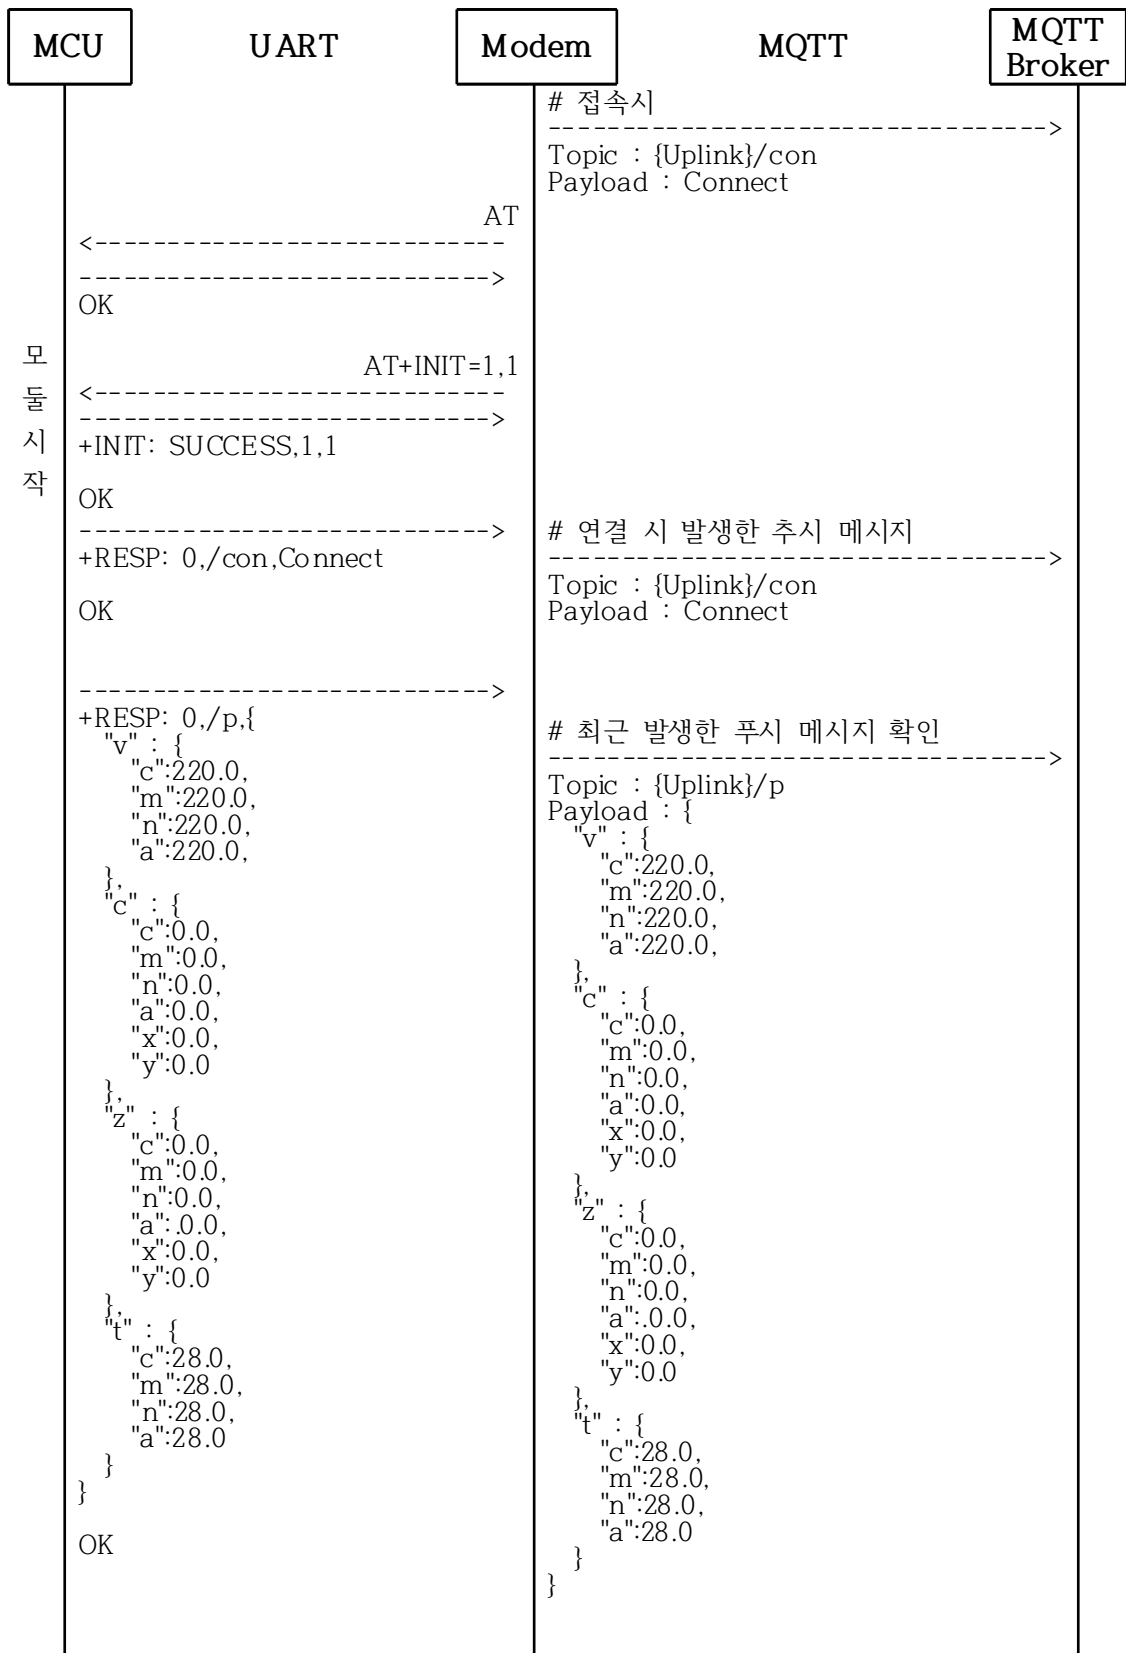 MCU
UART
Modem
MQTT
MQTT
Broker
# 접속시
--------------------------------->
Topic : {Uplink}/con
Payload : Connect
AT
<----------------------------
---------------------------->
OK
모
둘
시
작
AT+INIT=1,1
<----------------------------
---------------------------->
+INIT: SUCCESS,1,1
OK
---------------------------->
+RESP: 0,/con,Connect
OK
# 연결 시 발생한 추시 메시지
--------------------------------->
Topic : {Uplink}/con
Payload : Connect
---------------------------->
+RESP: 0,/p,{
"v" : {
"c":220.0,
"m":220.0,
"n":220.0,
"a":220.0,
},
"c" : {
"c":0.0,
"m":0.0,
"n":0.0,
"a":0.0,
"x":0.0,
"y":0.0
},
"z" : {
"c":0.0,
"m":0.0,
"n":0.0,
"a":.0.0,
"x":0.0,
"y":0.0
},
"t" : {
"c":28.0,
"m":28.0,
"n":28.0,
"a":28.0
}
}
OK
# 최근 발생한 푸시 메시지 확인
--------------------------------->
Topic : {Uplink}/p
Payload : {
"v" : {
"c":220.0,
"m":220.0,
"n":220.0,
"a":220.0,
},
"c" : {
"c":0.0,
"m":0.0,
"n":0.0,
"a":0.0,
"x":0.0,
"y":0.0
},
"z" : {
"c":0.0,
"m":0.0,
"n":0.0,
"a":.0.0,
"x":0.0,
"y":0.0
},
"t" : {
"c":28.0,
"m":28.0,
"n":28.0,
"a":28.0
}
}